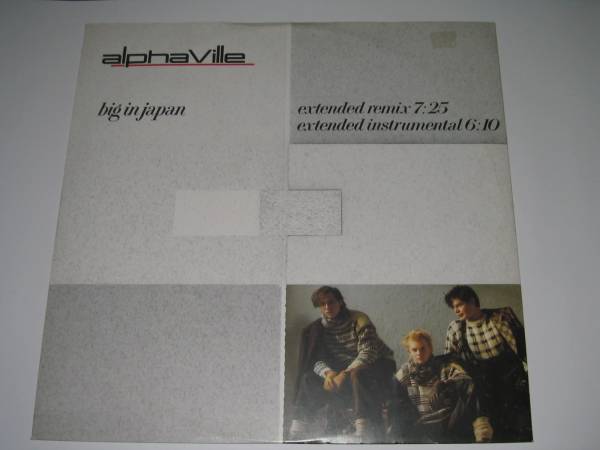 alphaville
big in japan
extended remix 7:25
extended instrumental 6:10